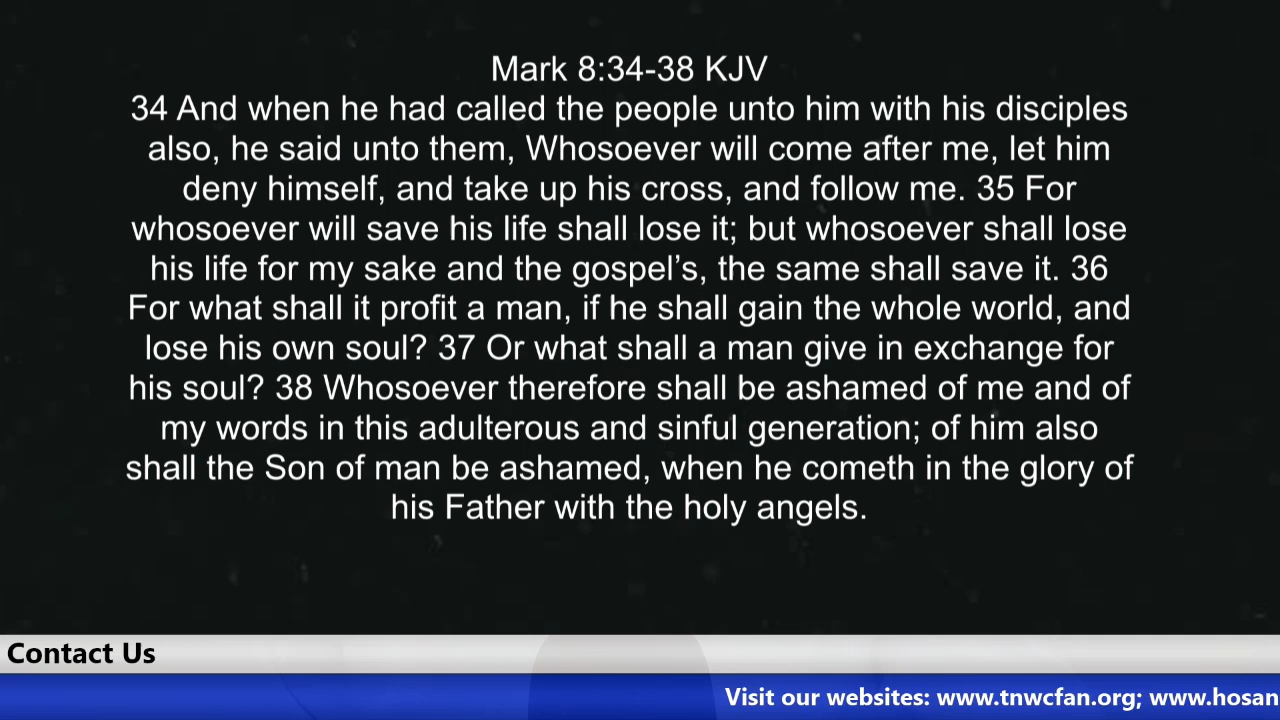 Mark 8:34-38 KJV
34 And when he had called the people unto him with his disciples
also, he said unto them, Whosoever will come after me, let him
deny himself, and take up his cross, and follow me. 35 For
whosoever will save his life shall lose it; but whosoever shall lose
his life for my sake and the gospel’s, the same shall save it. 36
For what shall it profit a man, if he shall gain the whole world, and
lose his own soul? 37 Or what shall a man give in exchange for
his soul? 38 Whosoever therefore shall be ashamed of me and of
my words in this adulterous and sinful generation; of him also
shall the Son of man be ashamed, when he cometh in the glory of
his Father with the holy angels.
Contact Us
Visit our websites: www.tnwcfan.org; www.hosan